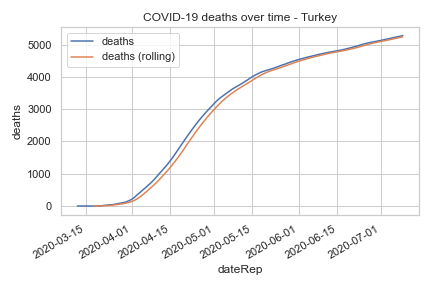 COVID-19 deaths over time - Turkey
deaths
deaths (rolling)
deaths
5000
4000
3000
2000
1000
0
2020-03-15
2020-04-01
2020-04-15
2020-05-01
2020-05-15
2020-06-01
2020-06-15
2020-07-01
dateRep